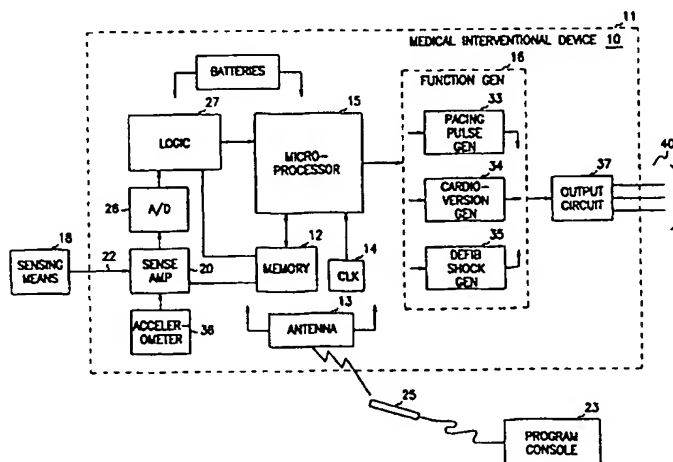 11
MEDICAL INTERVENTIONAL DEVICE 10
BATTERIES
16
FUNCTION GEN
27
LOGIC
15
MICRO-
PROCESSOR
33
PACING
PULSE GEN
34
CARDIO-
VERSION GEN
35
DEFIB
SHOCK GEN
37
OUTPUT
CIRCUIT
40
26
A/D
18
SENSING
MEANS
22
SENSE
AMP
20
12
MEMORY
14
CLK
13
ANTENNA
ACCELER-
OMETER
36
25
23
PROGRAM
CONSOLE